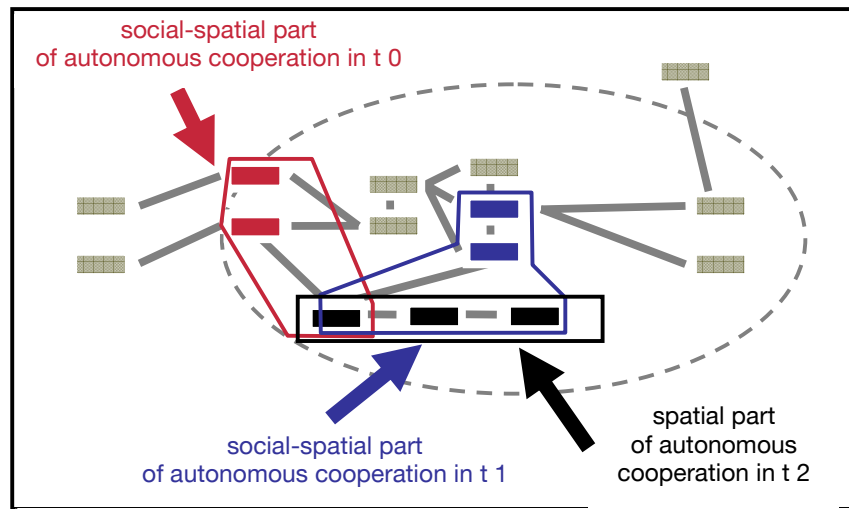 social-spatial part
of autonomous cooperation in t 0
social-spatial part
of autonomous cooperation in t 1
spatial part
of autonomous
cooperation in t 2